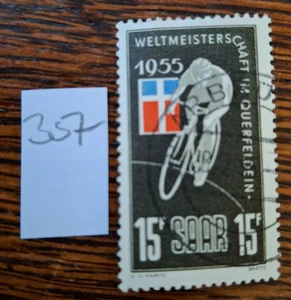 357
WELTMEISTERSCHAFT IM QUERFELDEIN-
1955
15F SAAR 15F